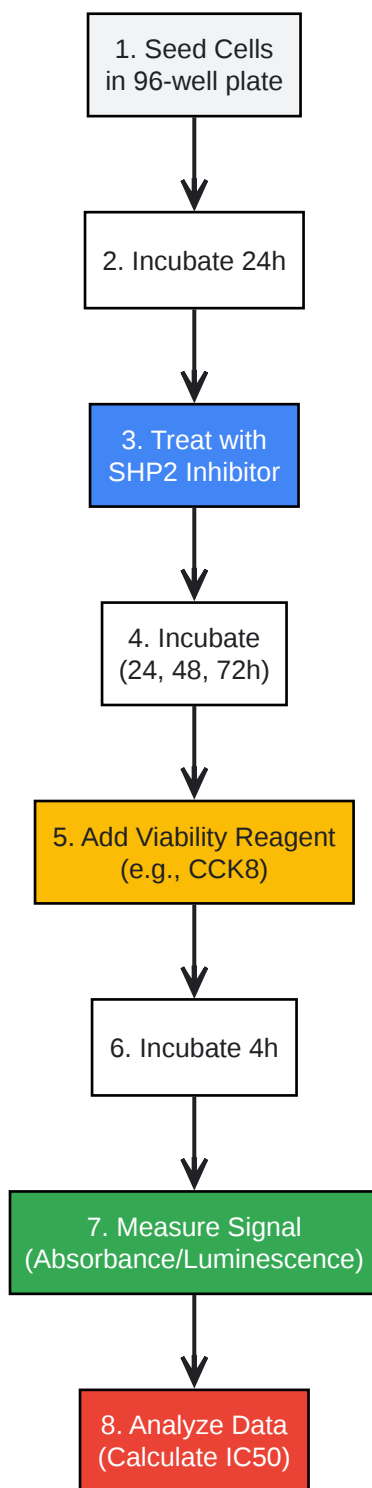 1. Seed Cells
in 96-well plate
2. Incubate 24h
3. Treat with
SHP2 Inhibitor
4. Incubate
(24, 48, 72h)
5. Add Viability Reagent
(e.g., CCK8)
6. Incubate 4h
7. Measure Signal
(Absorbance/Luminescence)
8. Analyze Data
(Calculate IC50)